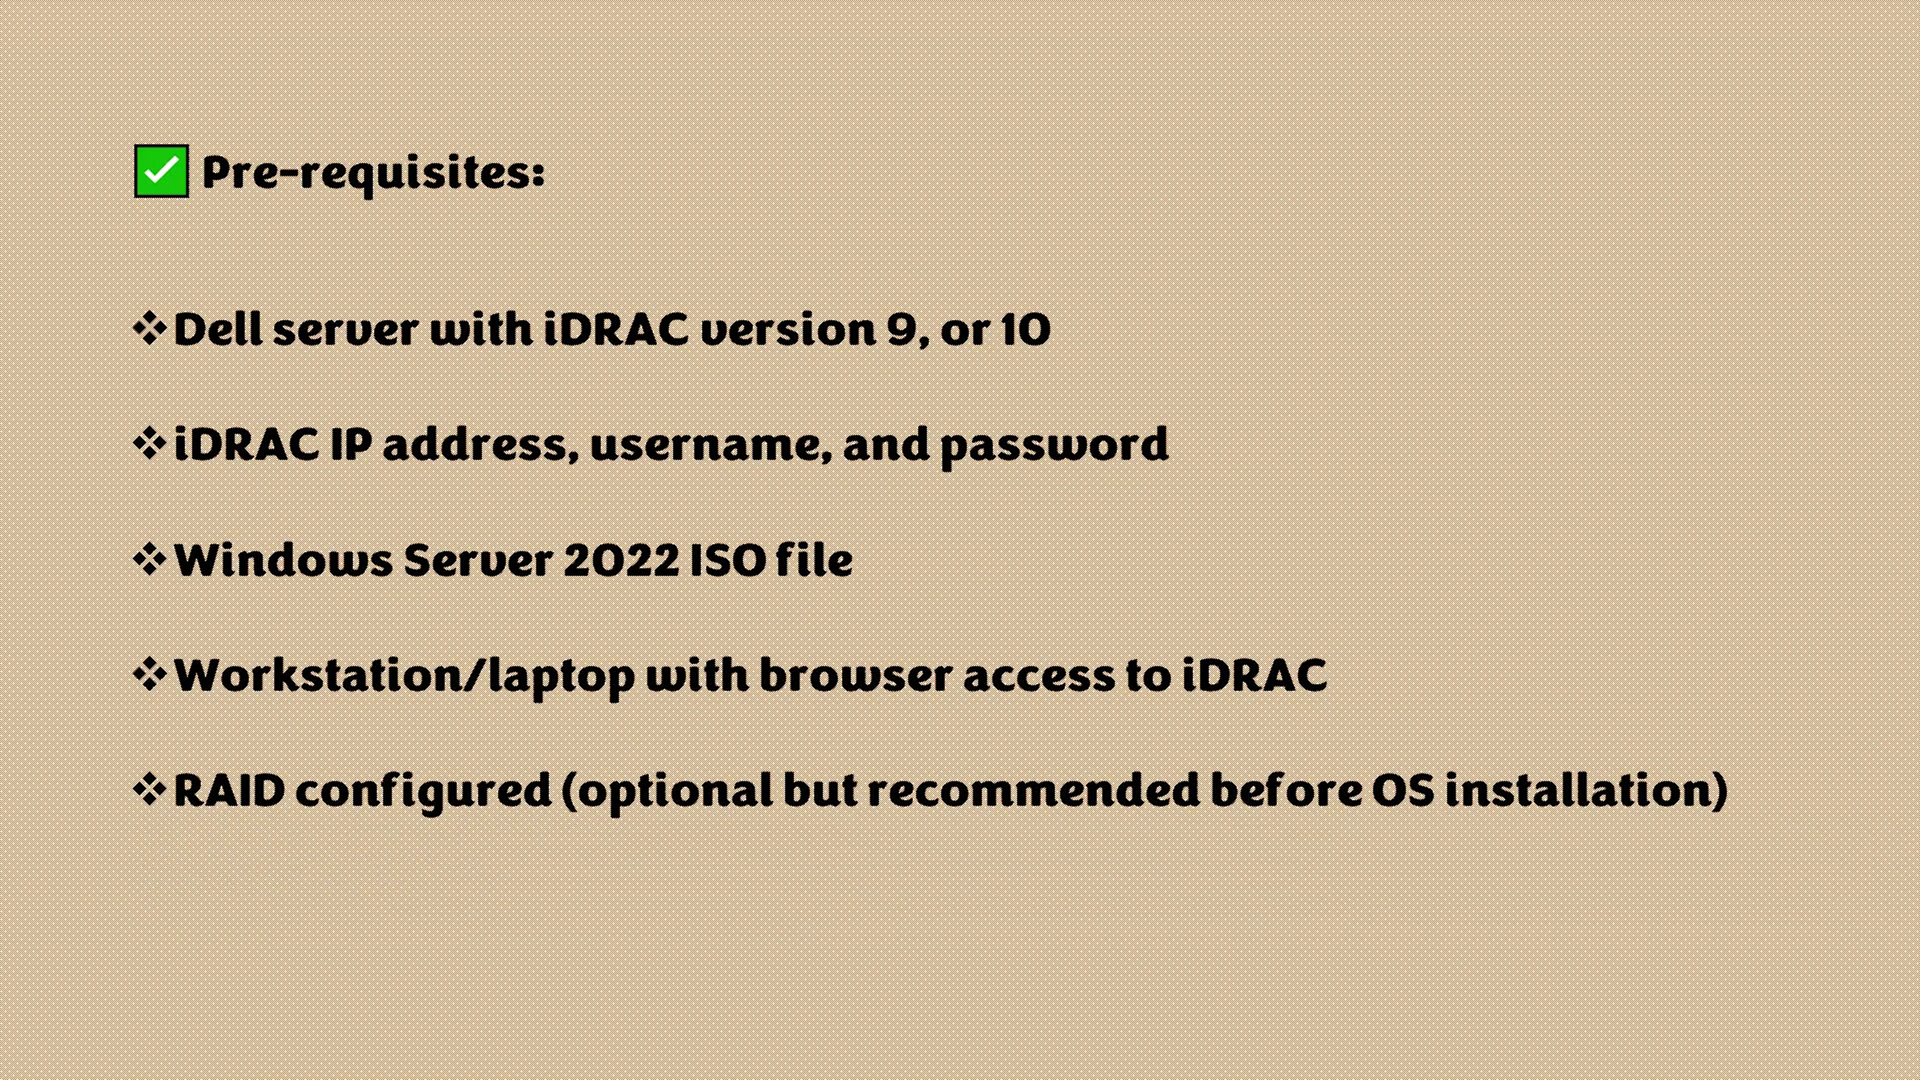 ✅ Pre-requisites:
❖Dell server with iDRAC version 9, or 10
❖iDRAC IP address, username, and password
❖Windows Server 2022 ISO file
❖Workstation/laptop with browser access to iDRAC
❖RAID configured (optional but recommended before OS installation)